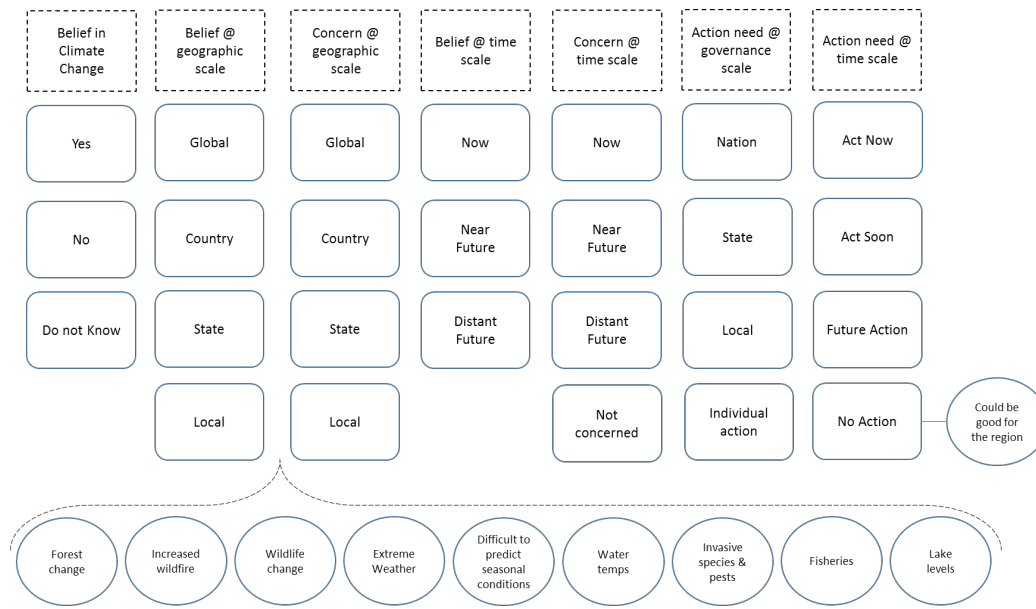 Belief in
Climate
Change
Belief @
geographic
scale
Concern @
geographic
scale
Belief @ time
scale
Concern @
time scale
Action need @
governance
scale
Action need @
time scale
Yes
Global
Global
Now
Now
Nation
Act Now
No
Country
Country
Near
Future
Near
Future
State
Act Soon
Do not Know
State
State
Distant
Future
Distant
Future
Local
Future Action
Local
Local
Not
concerned
Individual
action
No Action
Could be
good for
the region
Forest
change
Increased
wildfire
Wildlife
change
Extreme
Weather
Difficult to
predict
seasonal
conditions
Water
temps
Invasive
species &
pests
Fisheries
Lake
levels